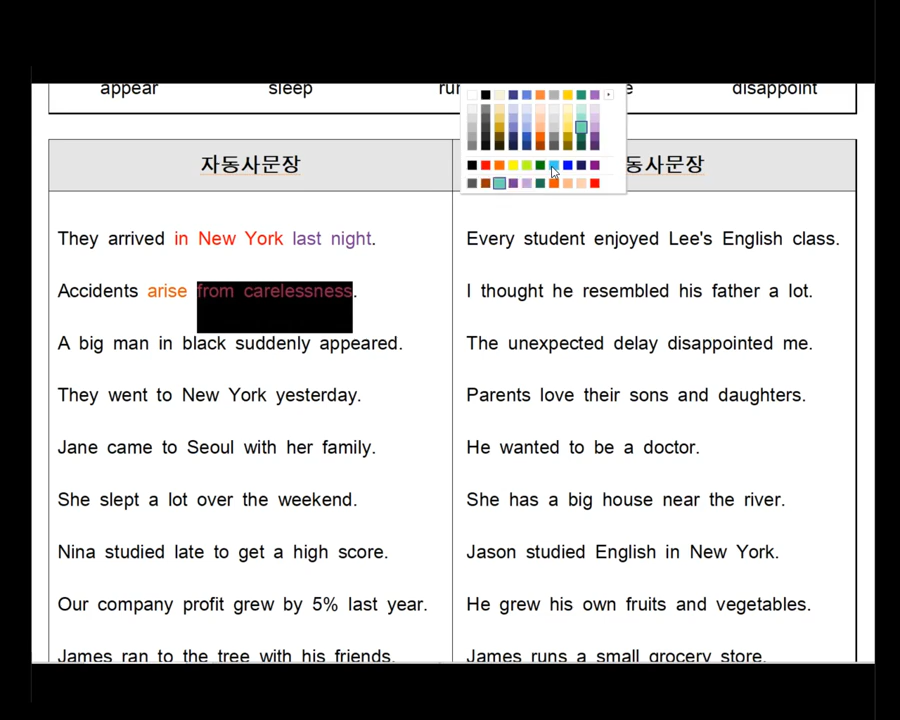 appear sleep ru disappoint
자동사문장 동사문장
They arrived in New York last night. Every student enjoyed Lee's English class.
Accidents arise from carelessness. I thought he resembled his father a lot.
A big man in black suddenly appeared. The unexpected delay disappointed me.
They went to New York yesterday. Parents love their sons and daughters.
Jane came to Seoul with her family. He wanted to be a doctor.
She slept a lot over the weekend. She has a big house near the river.
Nina studied late to get a high score. Jason studied English in New York.
Our company profit grew by 5% last year. He grew his own fruits and vegetables.
James ran to the tree with his friends. James runs a small grocery store.